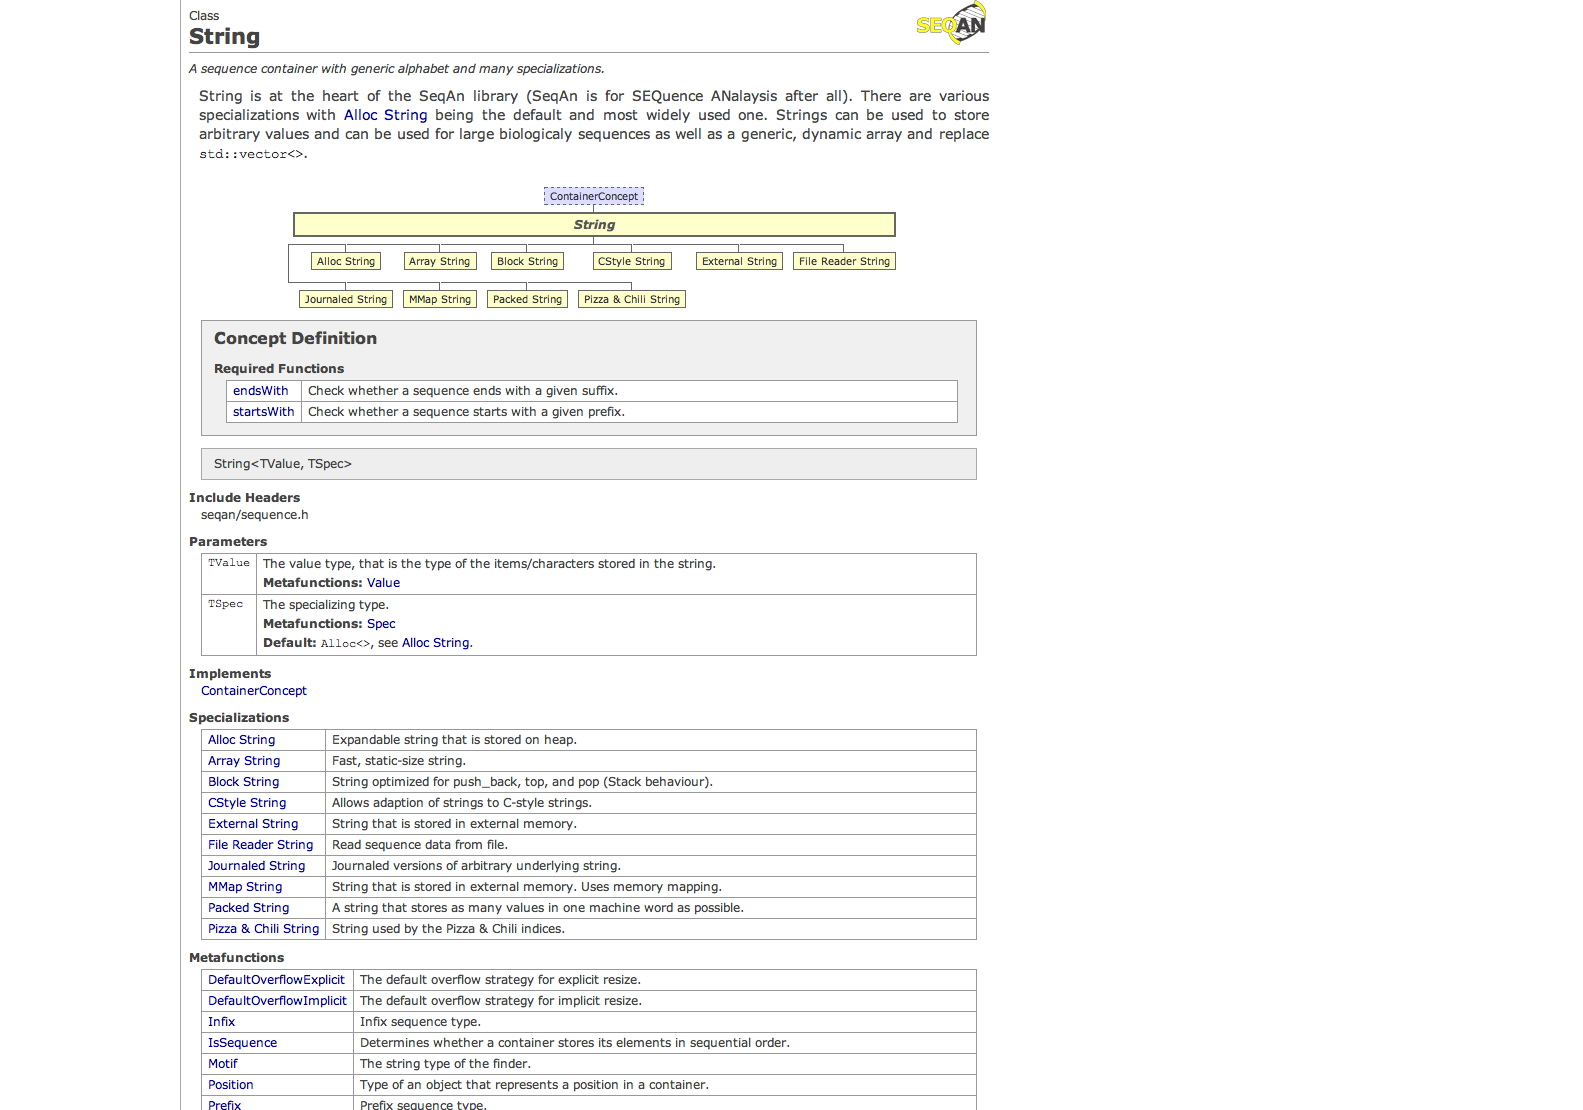 Class
String
SEQAN
A sequence container with generic alphabet and many specializations.
String is at the heart of the SeqAn library (SeqAn is for SEQuence ANalaysis after all). There are various
specializations with Alloc String being the default and most widely used one. Strings can be used to store
arbitrary values and can be used for large biologicaly sequences as well as a generic, dynamic array and replace
std::vector<>.
ContainerConcept
String
Alloc String Array String Block String CStyle String External String File Reader String
Journaled String MMap String Packed String Pizza & Chili String
Concept Definition
Required Functions
endsWith Check whether a sequence ends with a given suffix.
startsWith Check whether a sequence starts with a given prefix.
String<TValue, TSpec>
Include Headers
seqan/sequence.h
Parameters
TValue The value type, that is the type of the items/characters stored in the string.
Metafunctions: Value
TSpec The specializing type.
Metafunctions: Spec
Default: Alloc<>, see Alloc String.
Implements
ContainerConcept
Specializations
Alloc String Expandable string that is stored on heap.
Array String Fast, static-size string.
Block String String optimized for push_back, top, and pop (Stack behaviour).
CStyle String Allows adaption of strings to C-style strings.
External String String that is stored in external memory.
File Reader String Read sequence data from file.
Journaled String Journaled versions of arbitrary underlying string.
MMap String String that is stored in external memory. Uses memory mapping.
Packed String A string that stores as many values in one machine word as possible.
Pizza & Chili String String used by the Pizza & Chili indices.
Metafunctions
DefaultOverflowExplicit The default overflow strategy for explicit resize.
DefaultOverflowImplicit The default overflow strategy for implicit resize.
Infix Infix sequence type.
IsSequence Determines whether a container stores its elements in sequential order.
Motif The string type of the finder.
Position Type of an object that represents a position in a container.
Prefix Prefix sequence type.